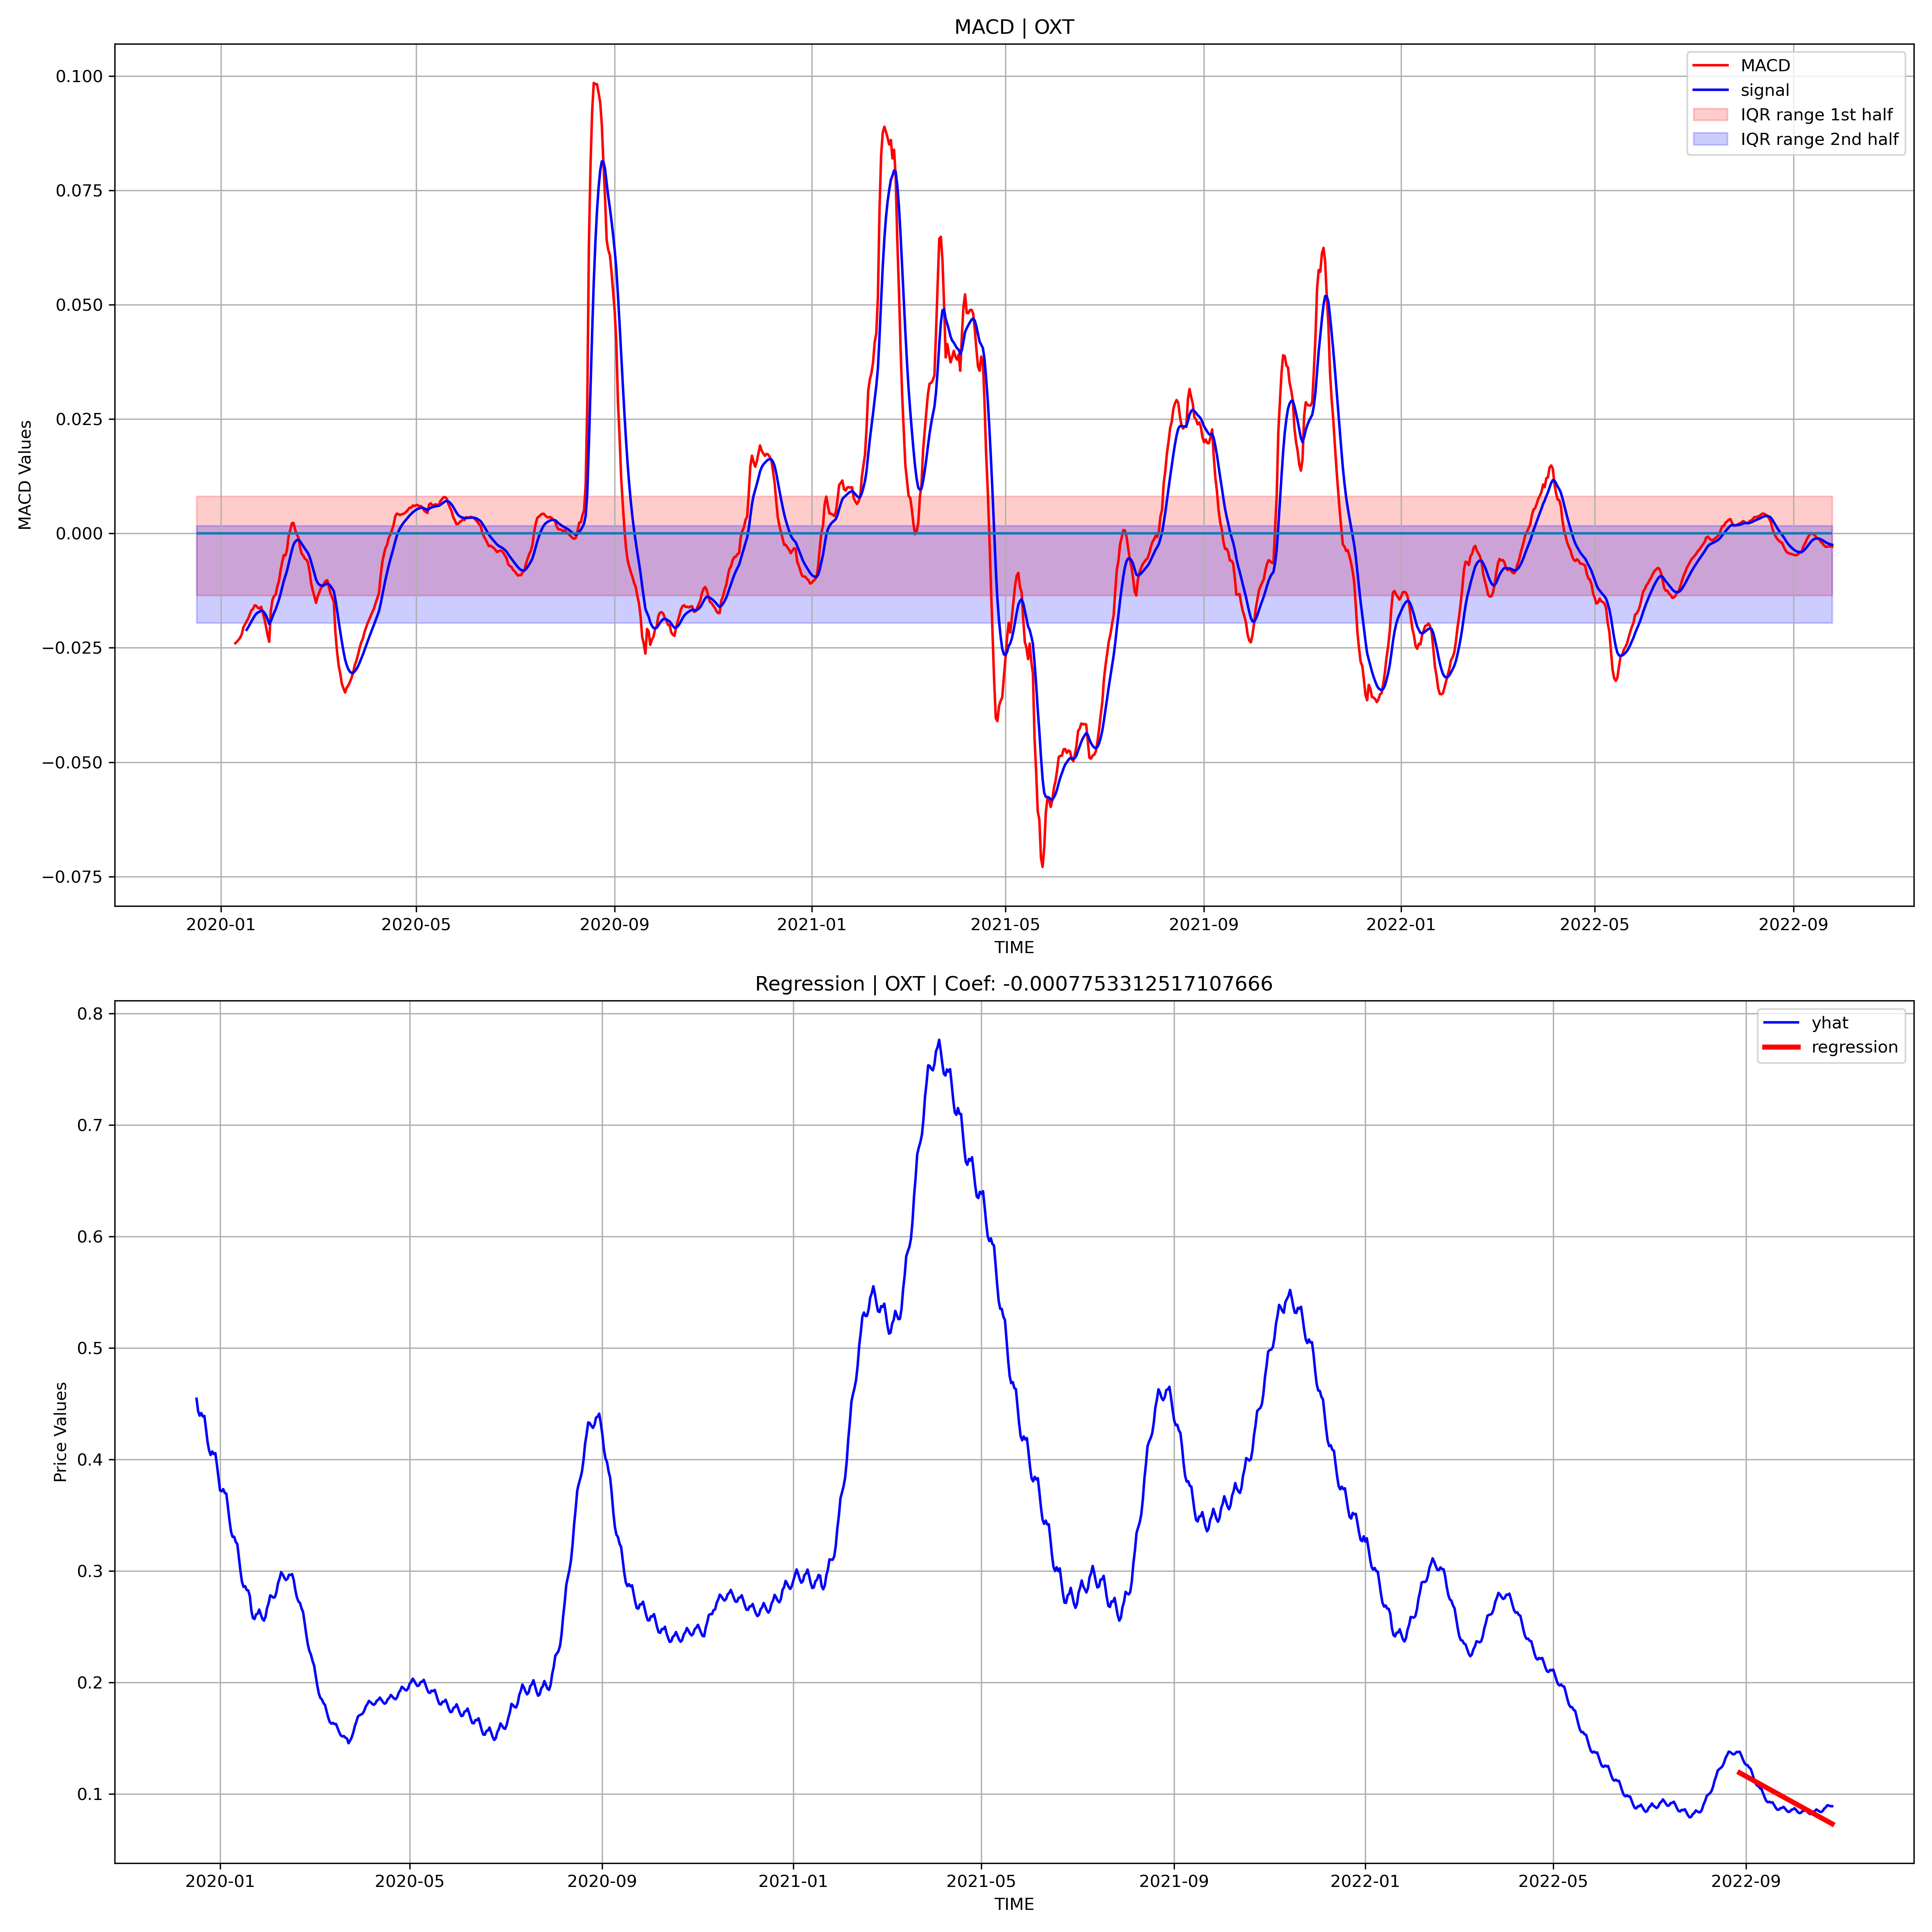 MACD | OXT
MACD
signal
IQR range 1st half
IQR range 2nd half
MACD Values
0.100
0.075
0.050
0.025
0.000
−0.025
−0.050
−0.075
2020-01 2020-05 2020-09 2021-01 2021-05 2021-09 2022-01 2022-05 2022-09
TIME
Regression | OXT | Coef: -0.0007753312517107666
yhat
regression
Price Values
0.8
0.7
0.6
0.5
0.4
0.3
0.2
0.1
2020-01 2020-05 2020-09 2021-01 2021-05 2021-09 2022-01 2022-05 2022-09
TIME